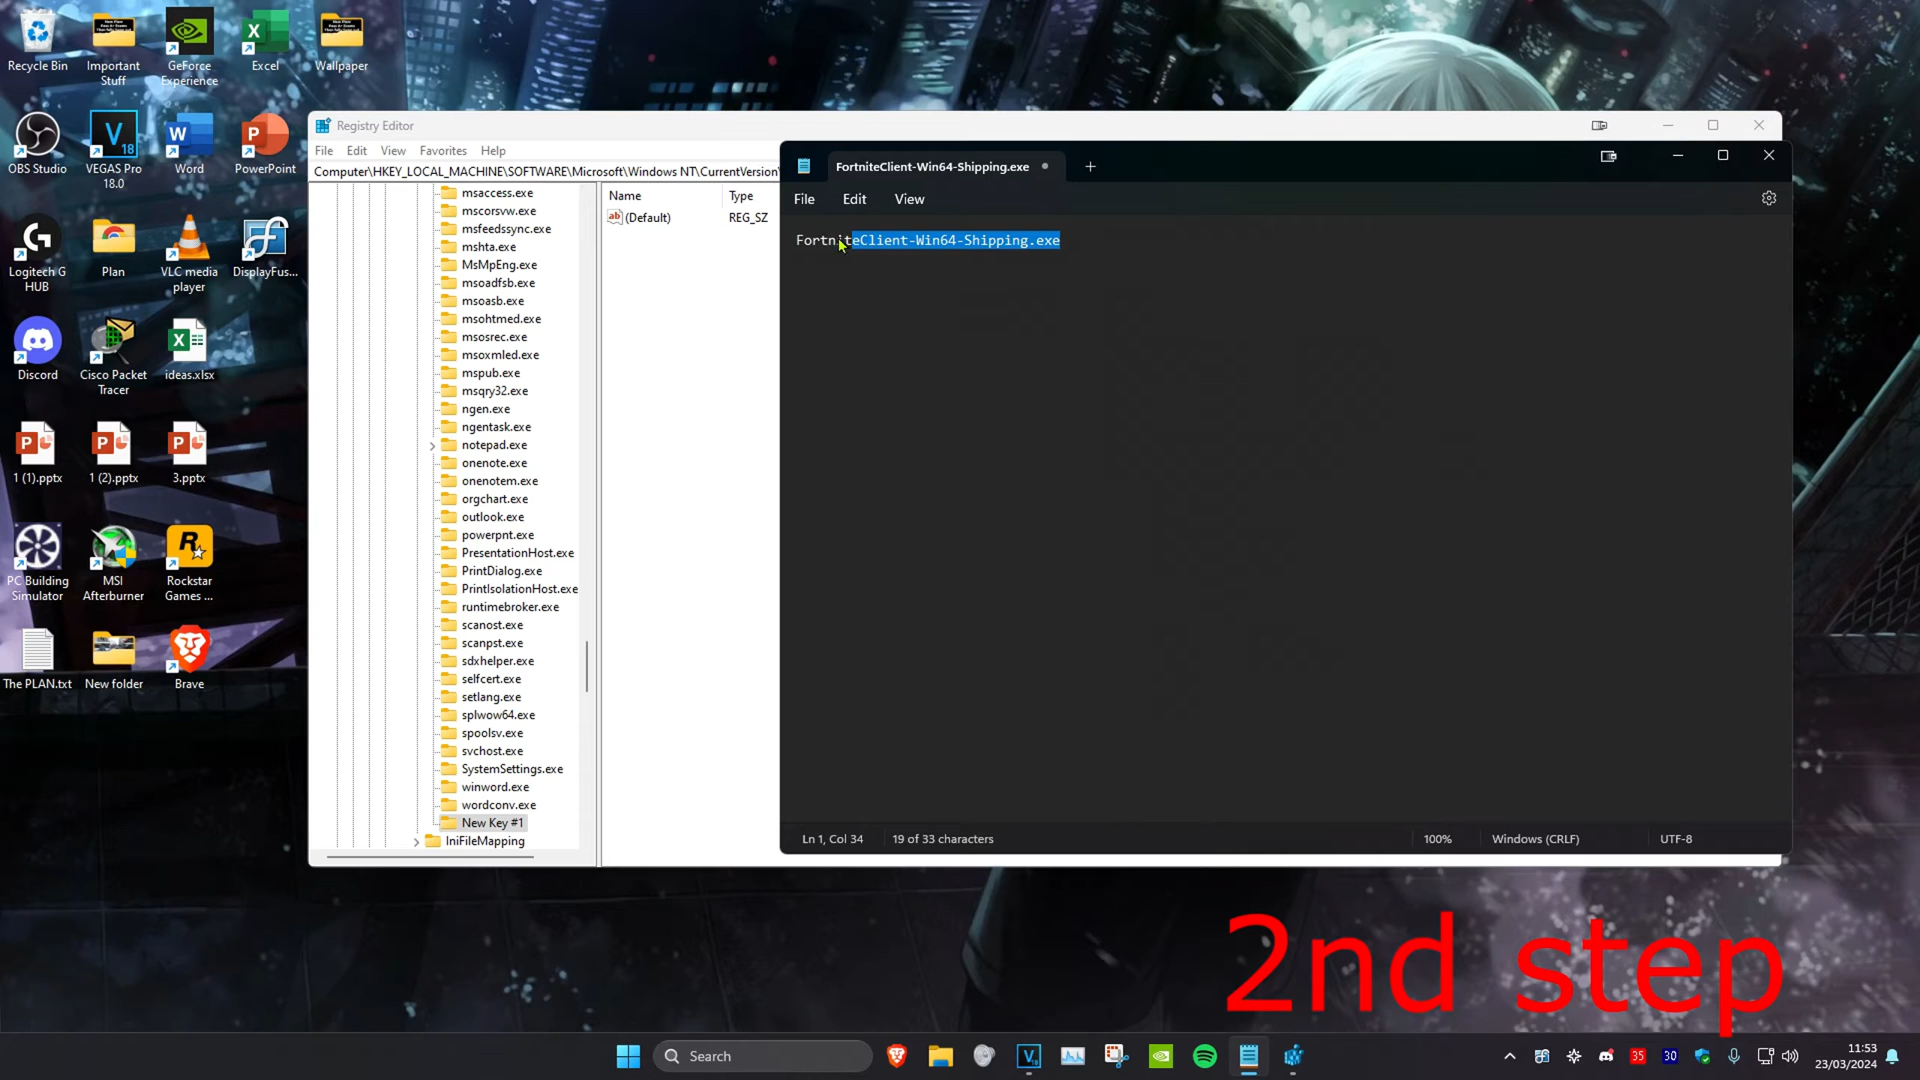 Recycle Bin
Important Stuff
GeForce Experience
Excel
Wallpaper
OBS Studio
VEGAS Pro 18.0
Word
PowerPoint
Logitech G HUB
Plan
VLC media player
DisplayFus...
Discord
Cisco Packet Tracer
ideas.xlsx
1 (1).pptx
1 (2).pptx
3.pptx
PC Building Simulator
MSI Afterburner
Rockstar Games ...
The PLAN.txt
New folder
Brave
Registry Editor
File Edit View Favorites Help
Computer\HKEY_LOCAL_MACHINE\SOFTWARE\Microsoft\Windows NT\CurrentVersion\
msaccess.exe
mscorsvw.exe
msfeedssync.exe
mshta.exe
MsMpEng.exe
msoadfsb.exe
msoasb.exe
msohtmed.exe
msosrec.exe
msoxmled.exe
mspub.exe
msqry32.exe
ngen.exe
ngentask.exe
notepad.exe
onenote.exe
onenotem.exe
orgchart.exe
outlook.exe
powerpnt.exe
PresentationHost.exe
PrintDialog.exe
PrintIsolationHost.exe
runtimebroker.exe
scanost.exe
scanpst.exe
sdxhelper.exe
selfcert.exe
setlang.exe
splwow64.exe
spoolsv.exe
svchost.exe
SystemSettings.exe
winword.exe
wordconv.exe
New Key #1
IniFileMapping
Name Type
(Default) REG_SZ
FortniteClient-Win64-Shipping.exe
File Edit View
FortniteClient-Win64-Shipping.exe
Ln 1, Col 34 19 of 33 characters 100% Windows (CRLF) UTF-8
2nd step
Search
35 30
11:53
23/03/2024